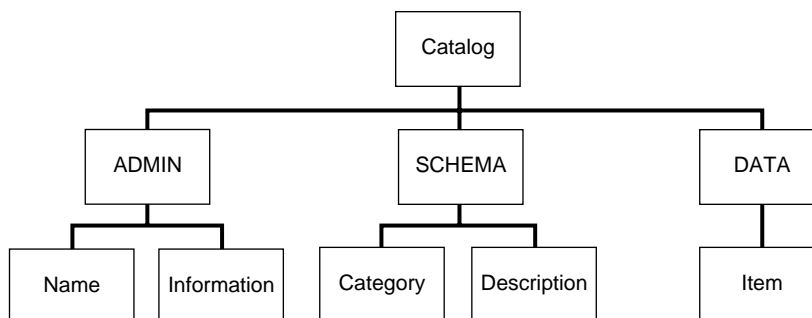 Catalog
ADMIN
SCHEMA
DATA
Name
Information
Category
Description
Item